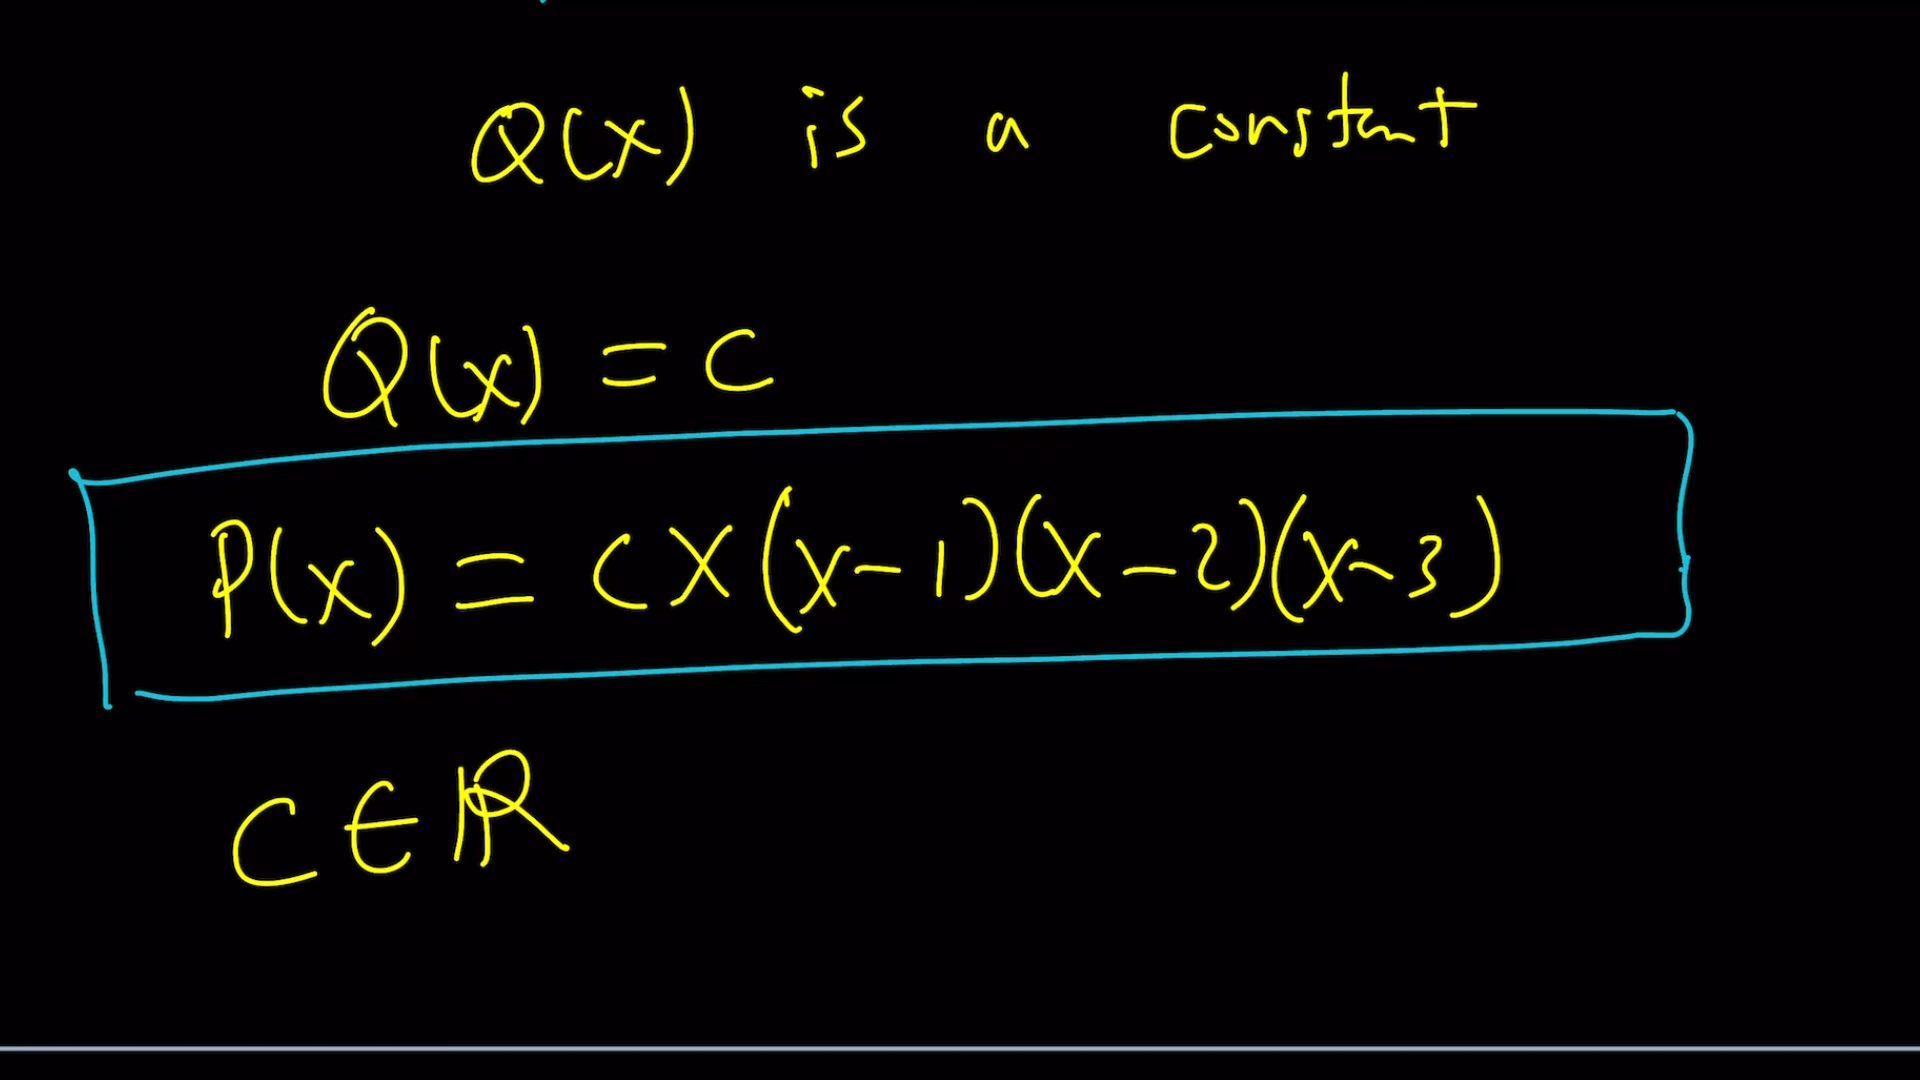 Q(x) is a constant
Q(x) = c
P(x) = cx(x-1)(x-2)(x-3)
c∈ℝ